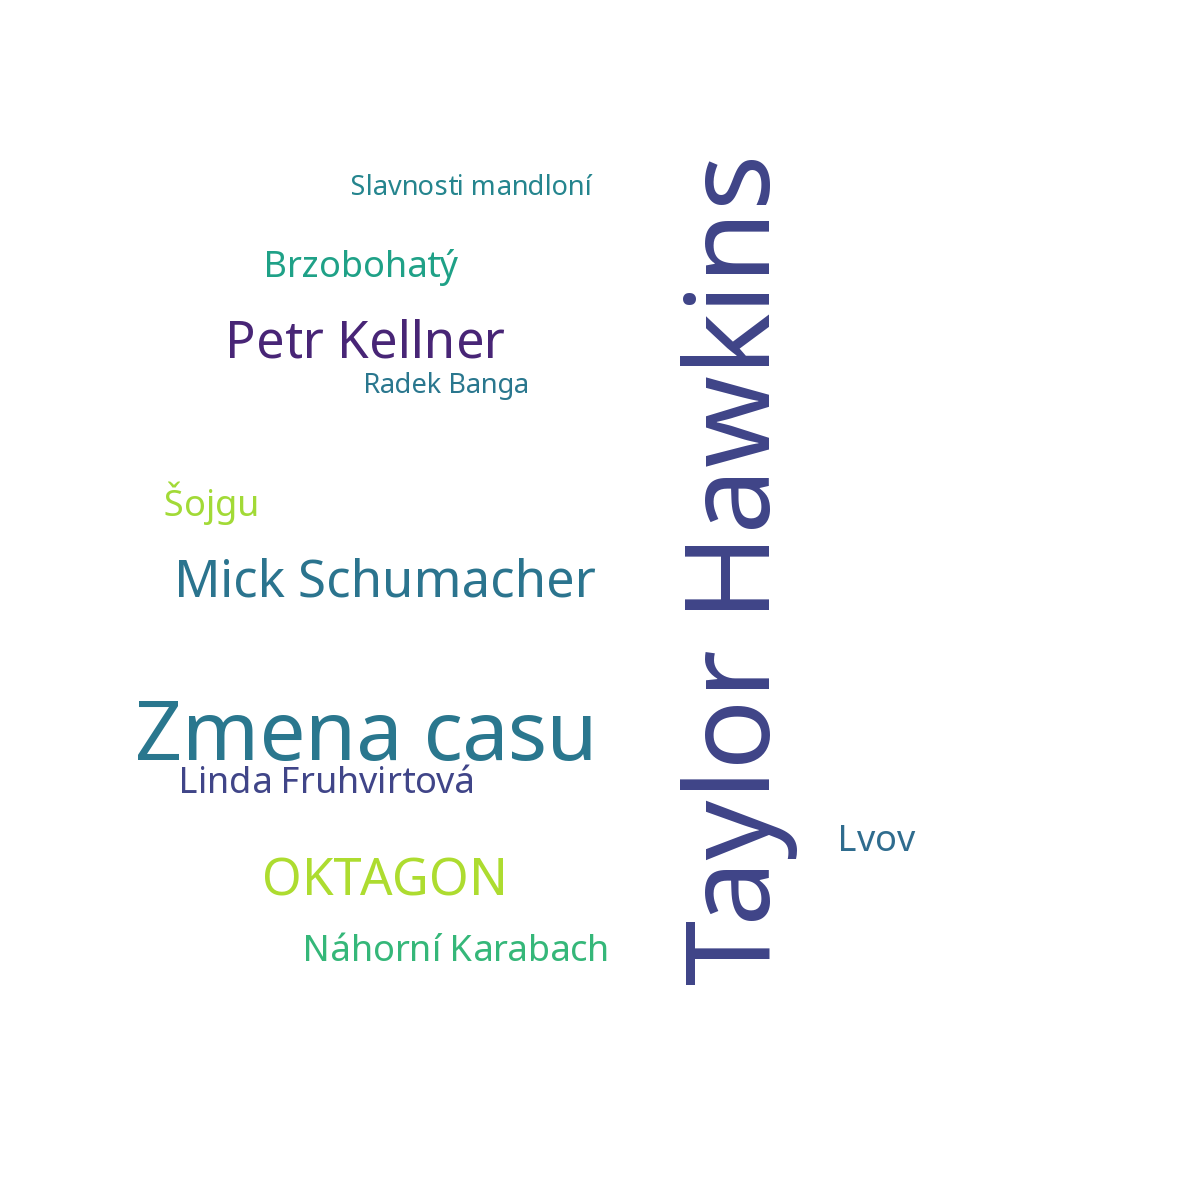 Slavnosti mandloní
Brzobohatý
Petr Kellner
Radek Banga
Šojgu
Mick Schumacher
Zmena casu
Linda Fruhvirtová
OKTAGON
Náhorní Karabach
Taylor Hawkins
Lvov